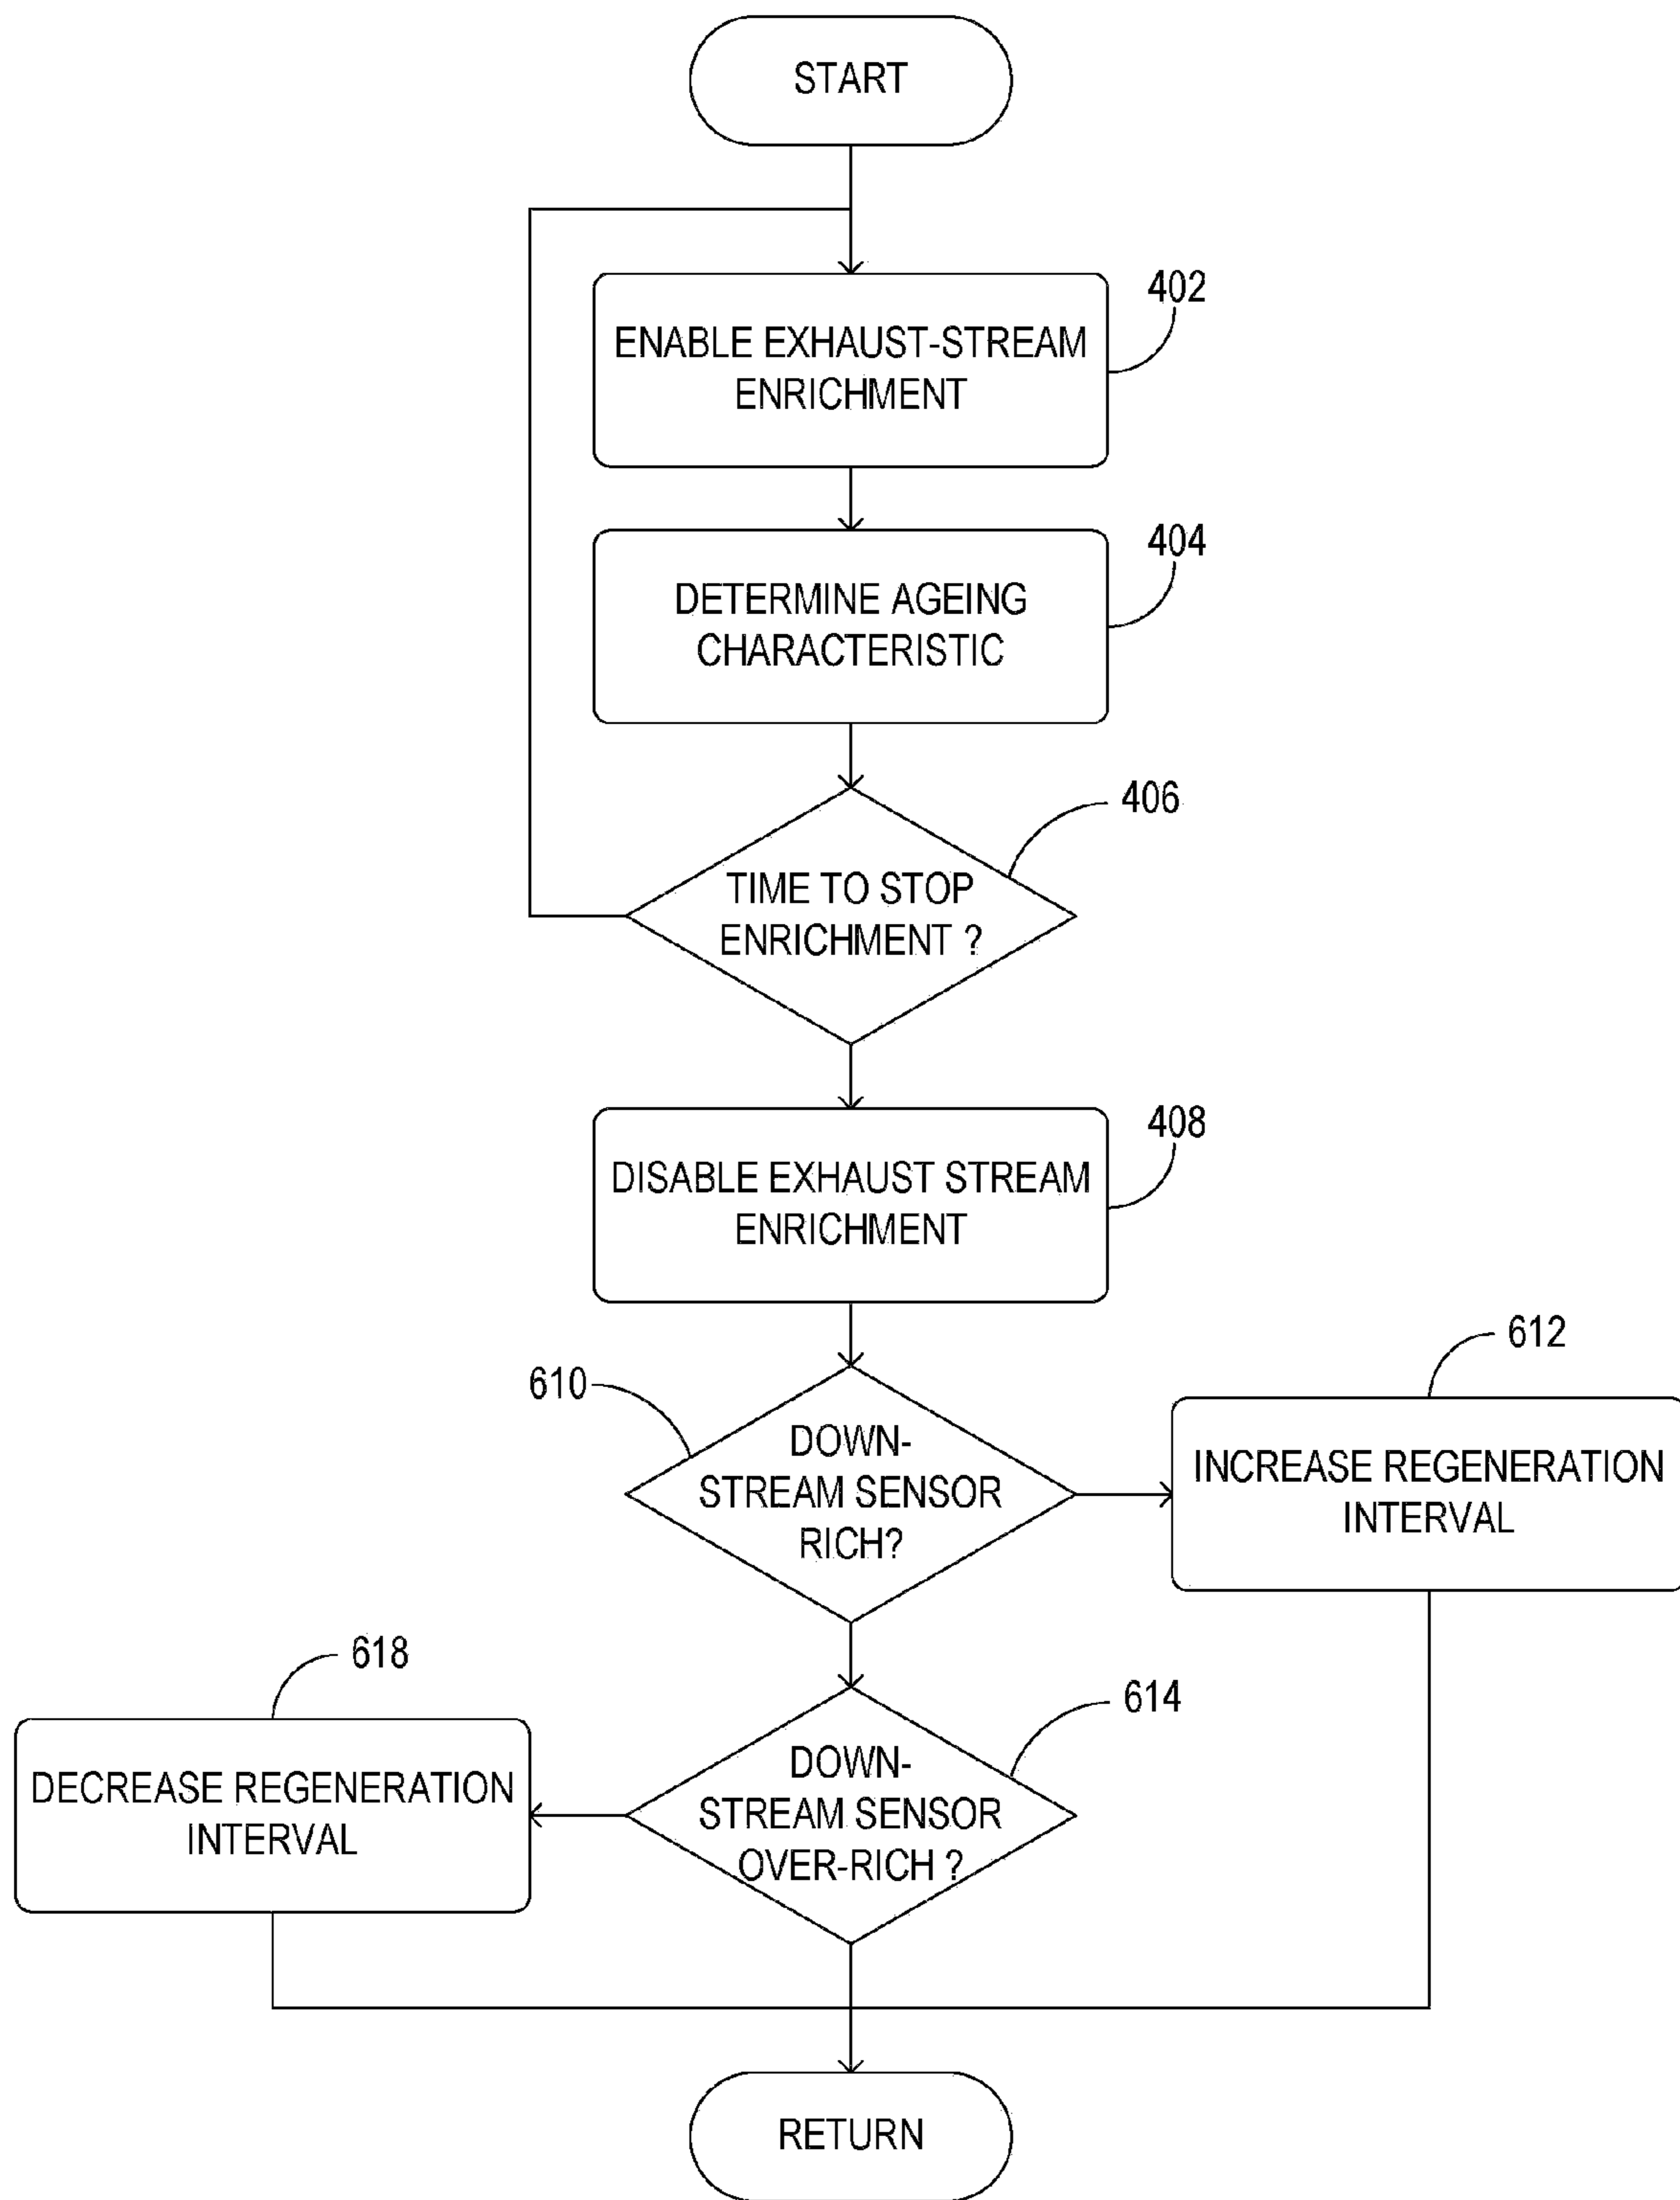 START
402
ENABLE EXHAUST-STREAM
ENRICHMENT
404
DETERMINE AGEING
CHARACTERISTIC
406
TIME TO STOP
ENRICHMENT ?
408
DISABLE EXHAUST STREAM
ENRICHMENT
610
DOWN-
STREAM SENSOR
RICH?
612
INCREASE REGENERATION
INTERVAL
618
DECREASE REGENERATION
INTERVAL
614
DOWN-
STREAM SENSOR
OVER-RICH ?
RETURN